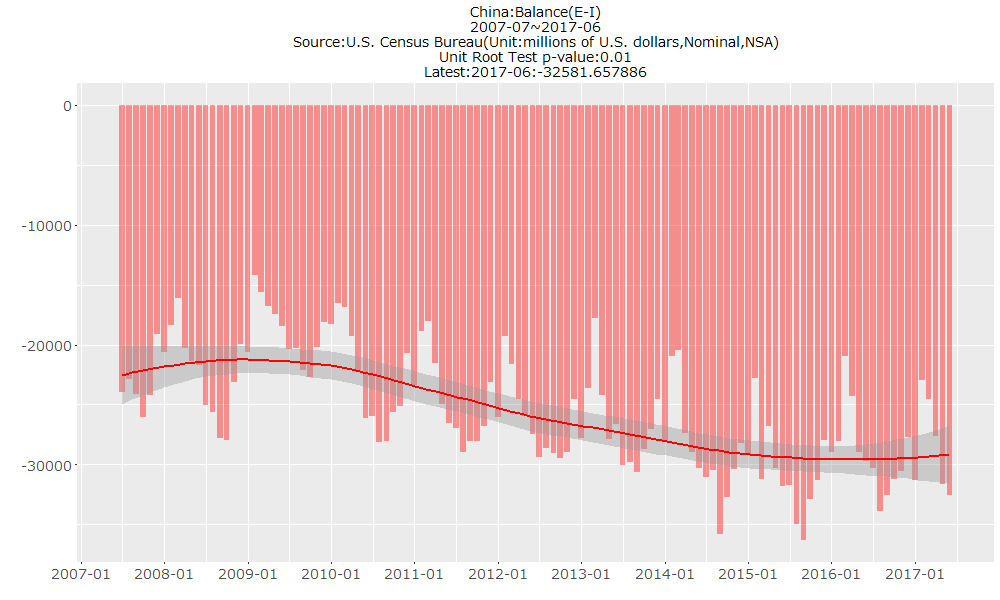 China:Balance(E-I)
2007-07~2017-06
Source:U.S. Census Bureau(Unit:millions of U.S. dollars,Nominal,NSA)
Unit Root Test p-value:0.01
Latest:2017-06:-32581.657886
0
-10000
-20000
-30000
2007-01 2008-01 2009-01 2010-01 2011-01 2012-01 2013-01 2014-01 2015-01 2016-01 2017-01